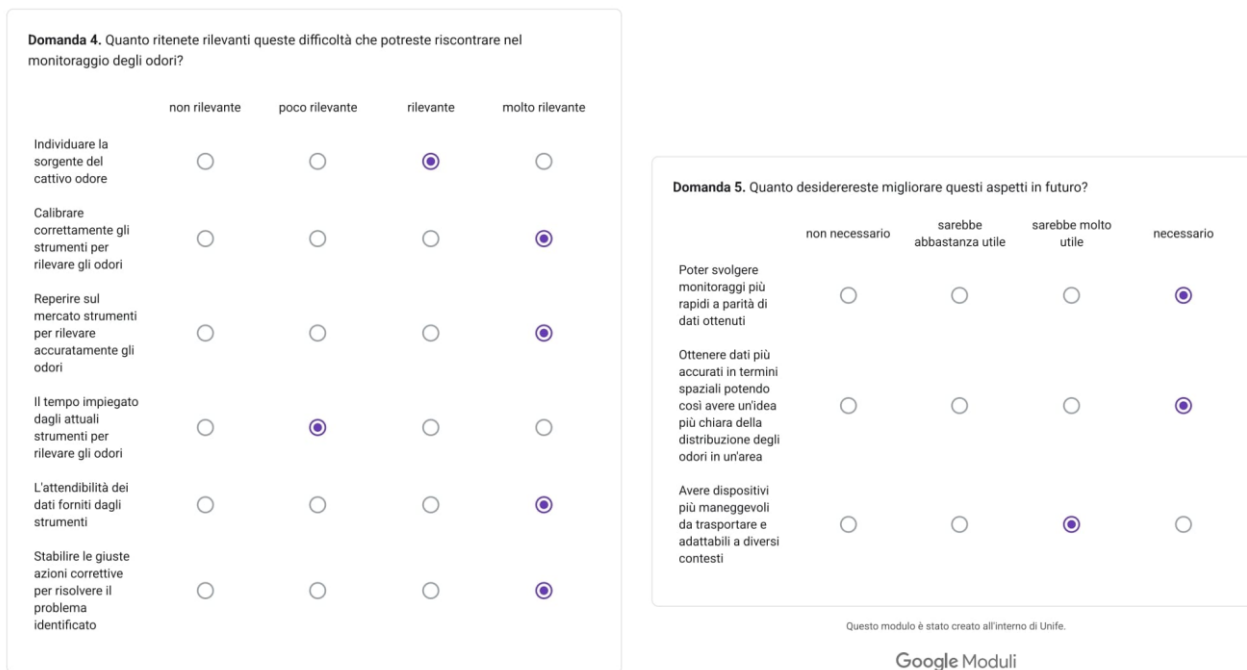 Domanda 4. Quanto ritenete rilevanti queste difficoltà che potreste riscontrare nel
monitoraggio degli odori?
non rilevante poco rilevante rilevante molto rilevante
Individuare la
sorgente del
cattivo odore
Calibrare
correttamente gli
strumenti per
rilevare gli odori
Reperire sul
mercato strumenti
per rilevare
accuratamente gli
odori
Il tempo impiegato
dagli attuali
strumenti per
rilevare gli odori
L'attendibilità dei
dati forniti dagli
strumenti
Stabilire le giuste
azioni correttive
per risolvere il
problema
identificato
Domanda 5. Quanto desiderereste migliorare questi aspetti in futuro?
non necessario sarebbe abbastanza utile sarebbe molto utile necessario
Poter svolgere
monitoraggi più
rapidi a parità di
dati ottenuti
Ottenere dati più
accurati in termini
spaziali potendo
così avere un'idea
più chiara della
distribuzione degli
odori in un'area
Avere dispositivi
più maneggevoli
da trasportare e
adattabili a diversi
contesti
Questo modulo è stato creato all'interno di Unife.
Google Moduli